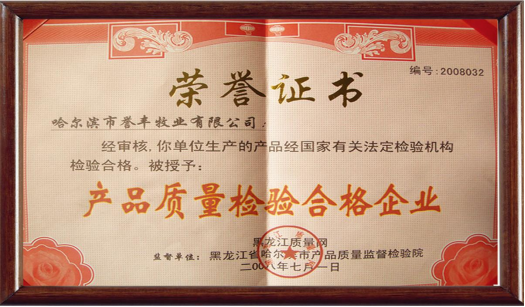 荣誉证书
编号:2008032
哈尔滨市誉丰牧业有限公司:
经审核,你单位生产的产品经国家有关法定检验机构
检验合格。被授予:
产品质量检验合格企业
黑龙江质量网
监督单位:黑龙江省哈尔滨市产品质量监督检验院
二00八年七月一日